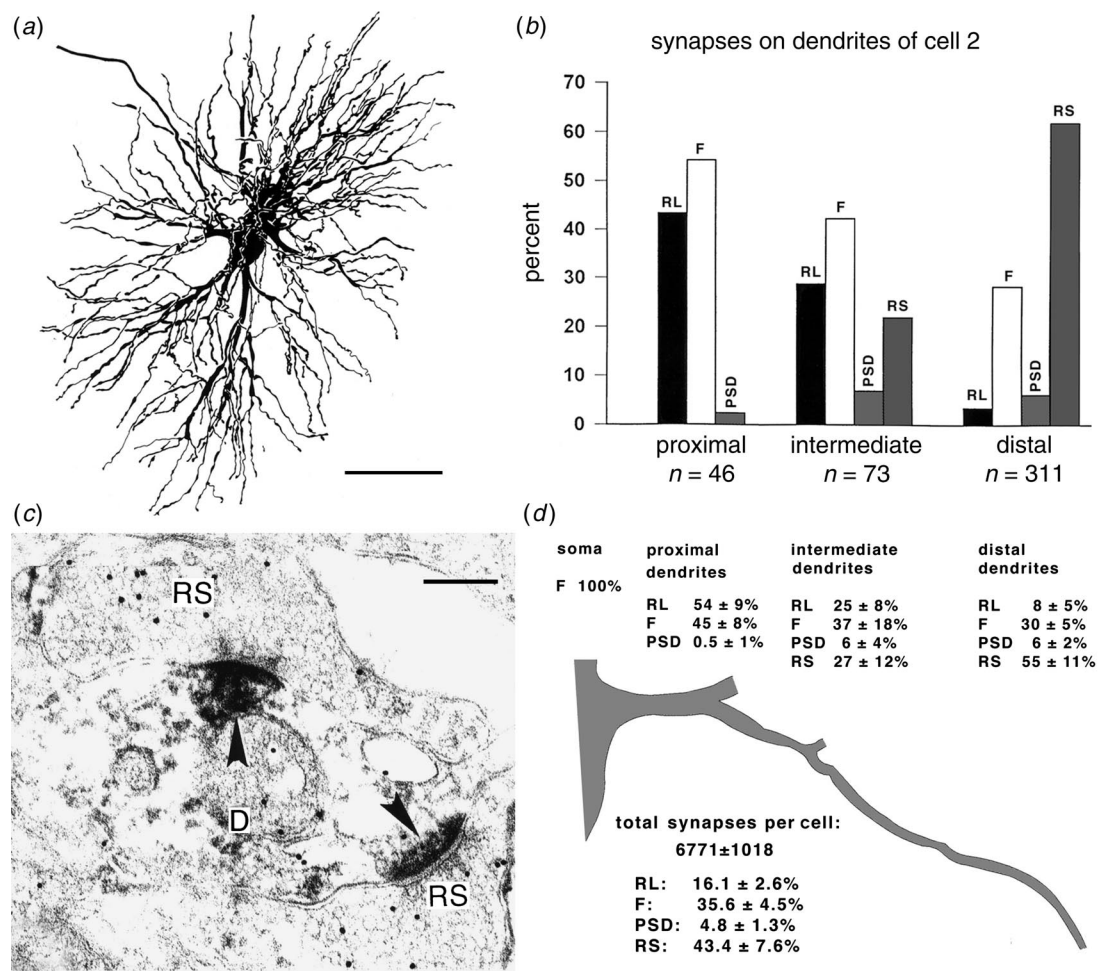 (a)
(b)
synapses on dendrites of cell 2
percent
70
60
50
40
30
20
10
0
RL
F
PSD
RL
F
PSD
RS
RL
F
PSD
RS
proximal intermediate distal
n = 46 n = 73 n = 311
(c)
RS
D
RS
(d)
soma
F 100%
proximal
dendrites
RL 54 ± 9%
F 45 ± 8%
PSD 0.5 ± 1%
intermediate
dendrites
RL 25 ± 8%
F 37 ± 18%
PSD 6 ± 4%
RS 27 ± 12%
distal
dendrites
RL 8 ± 5%
F 30 ± 5%
PSD 6 ± 2%
RS 55 ± 11%
total synapses per cell:
6771±1018
RL: 16.1 ± 2.6%
F: 35.6 ± 4.5%
PSD: 4.8 ± 1.3%
RS: 43.4 ± 7.6%